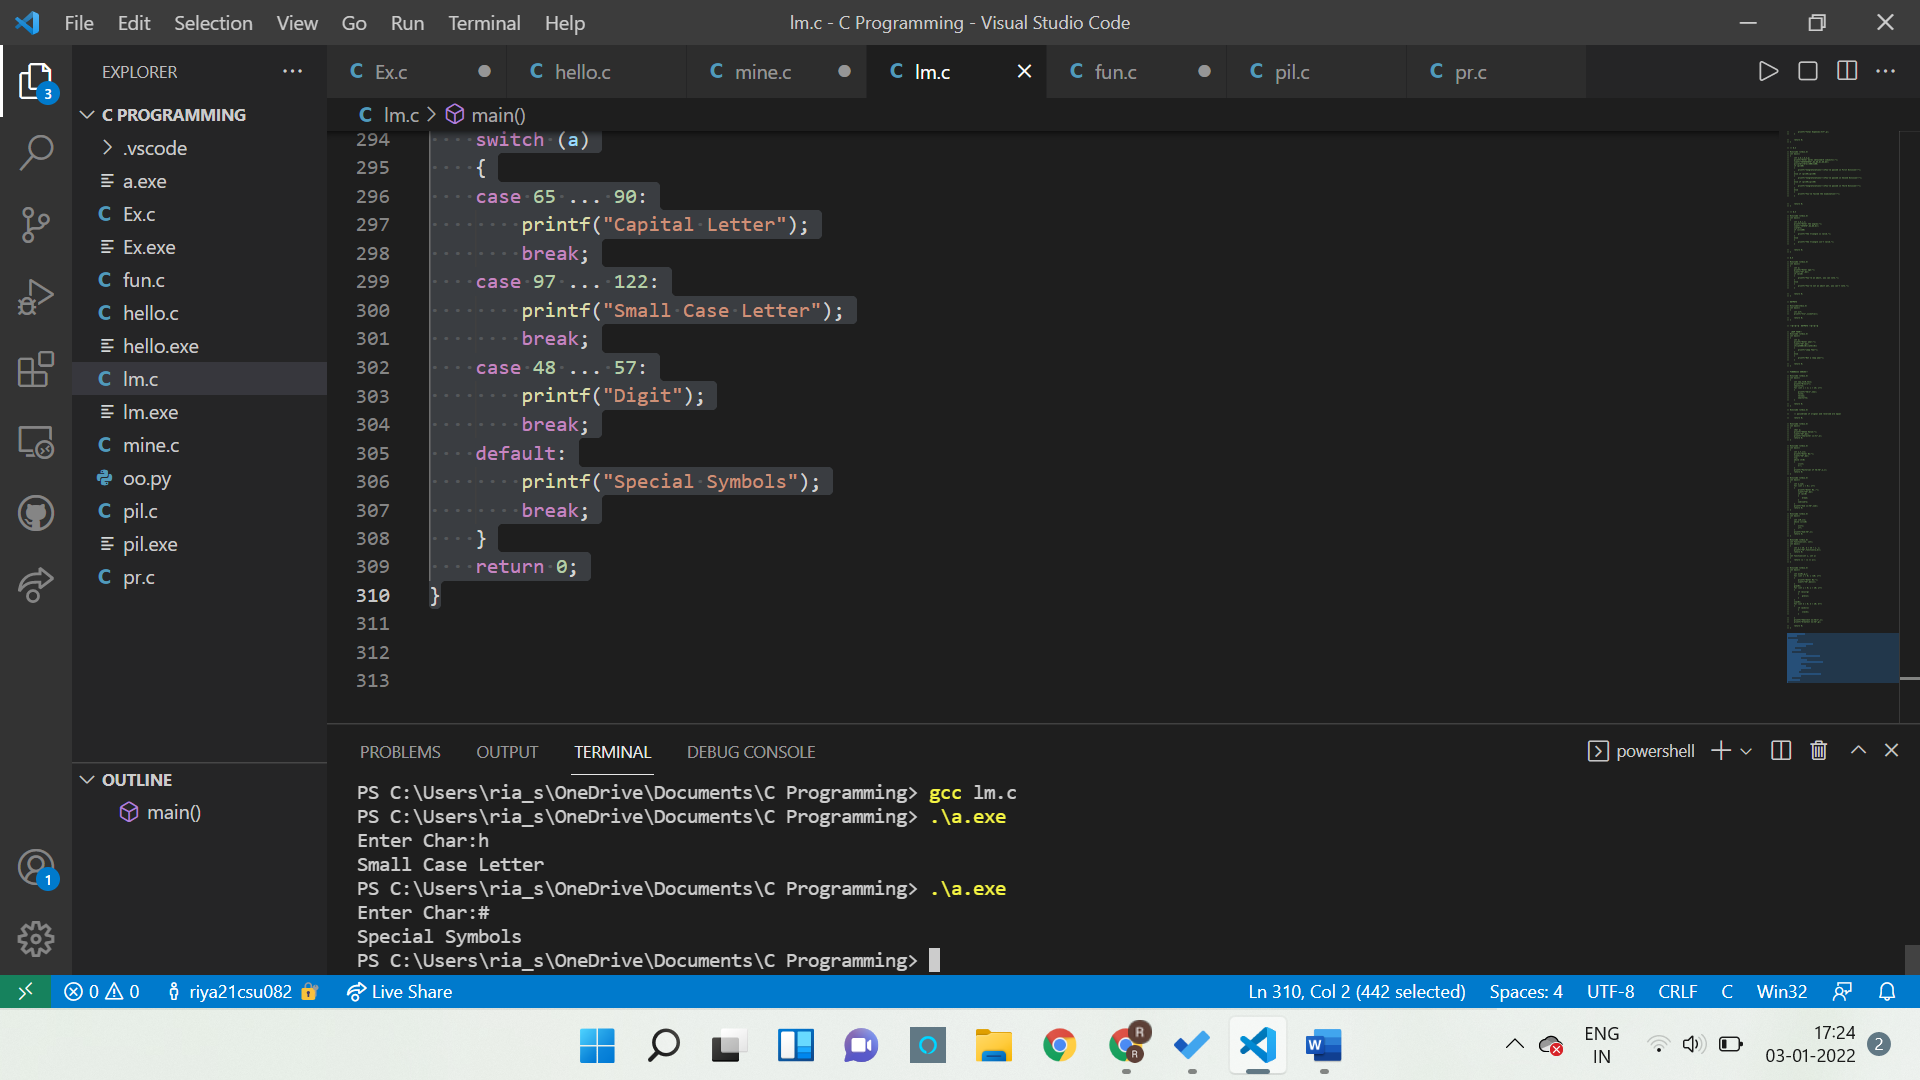 File Edit Selection View Go Run Terminal Help
lm.c - C Programming - Visual Studio Code
EXPLORER
C PROGRAMMING
.vscode
a.exe
C Ex.c
Ex.exe
C fun.c
C hello.c
hello.exe
C lm.c
lm.exe
C mine.c
oo.py
C pil.c
pil.exe
C pr.c
OUTLINE
main()
3
1
C Ex.c C hello.c C mine.c C lm.c C fun.c C pil.c C pr.c
C lm.c > main()
294 switch (a)
295 {
296 case 65 ... 90:
297 printf("Capital Letter");
298 break;
299 case 97 ... 122:
300 printf("Small Case Letter");
301 break;
302 case 48 ... 57:
303 printf("Digit");
304 break;
305 default:
306 printf("Special Symbols");
307 break;
308 }
309 return 0;
310 }
311
312
313
PROBLEMS OUTPUT TERMINAL DEBUG CONSOLE
powershell
PS C:\Users\ria_s\OneDrive\Documents\C Programming> gcc lm.c
PS C:\Users\ria_s\OneDrive\Documents\C Programming> .\a.exe
Enter Char:h
Small Case Letter
PS C:\Users\ria_s\OneDrive\Documents\C Programming> .\a.exe
Enter Char:#
Special Symbols
PS C:\Users\ria_s\OneDrive\Documents\C Programming>
0 0 riya21csu082 Live Share
Ln 310, Col 2 (442 selected) Spaces: 4 UTF-8 CRLF C Win32
R
R
W
ENG
IN
17:24
03-01-2022
2